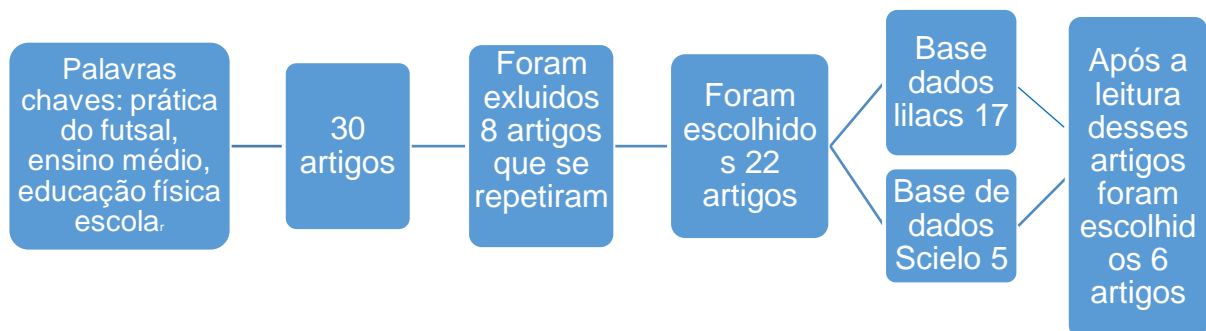 Palavras
chaves: prática
do futsal,
ensino médio,
educação física
escolar
30
artigos
Foram
exluidos
8 artigos
que se
repetiram
Foram
escolhido
s 22
artigos
Base
dados
lilacs 17
Base de
dados
Scielo 5
Após a
leitura
desses
artigos
foram
escolhid
os 6
artigos